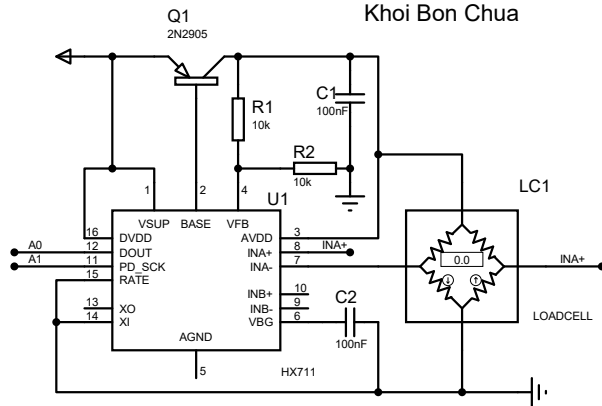 Khoi Bon Chua
Q1
2N2905
R1
10k
C1
100nF
R2
10k
U1
LC1
1
2
4
VSUP
BASE
VFB
16
DVDD
AVDD
3
A0
12
DOUT
INA+
8
INA+
A1
11
PD_SCK
INA-
7
15
RATE
0.0
INA+
INB+
10
13
XO
INB-
9
14
XI
VBG
6
C2
100nF
LOADCELL
AGND
5
HX711